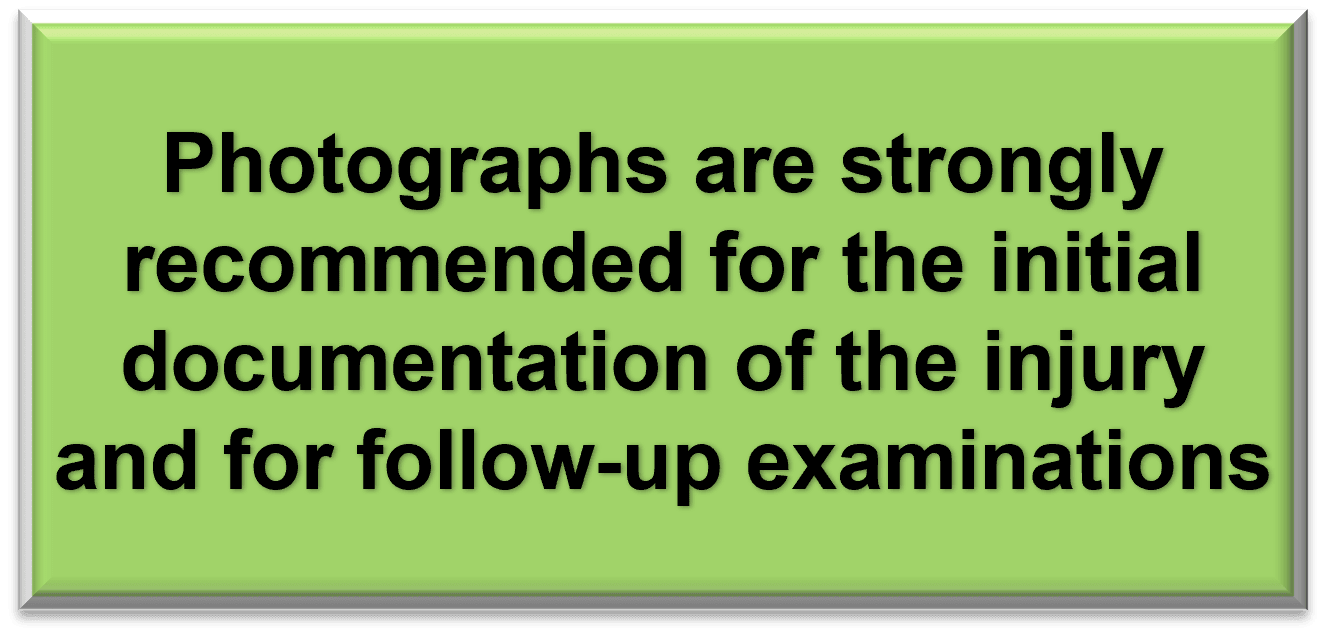 Photographs are strongly
recommended for the initial
documentation of the injury
and for follow-up examinations